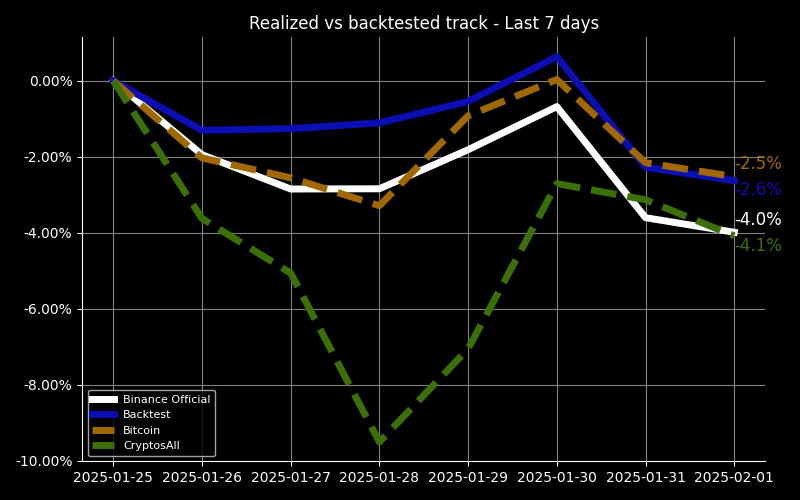 Realized vs backtested track - Last 7 days
0.00%
-2.00%
-4.00%
-6.00%
-8.00%
-10.00%
-2.5%
-2.6%
-4.0%
-4.1%
Binance Official
Backtest
Bitcoin
CryptosAll
2025-01-25 2025-01-26 2025-01-27 2025-01-28 2025-01-29 2025-01-30 2025-01-31 2025-02-01